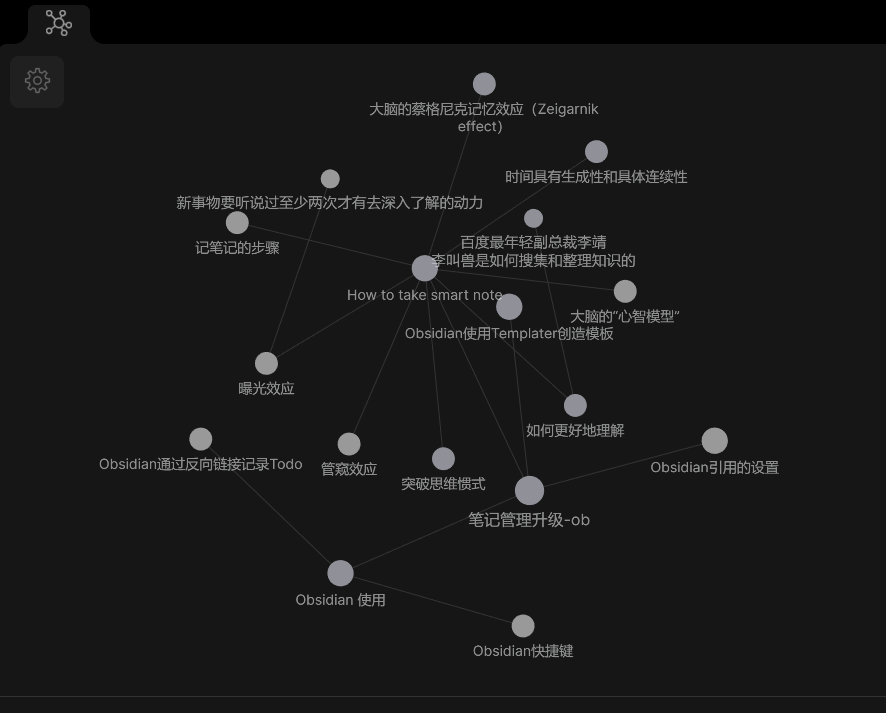 大脑的蔡格尼克记忆效应（Zeigarnik
effect）
时间具有生成性和具体连续性
新事物要听说过至少两次才有去深入了解的动力
记笔记的步骤
百度最年轻副总裁李靖
李叫兽是如何搜集和整理知识的
How to take smart note
大脑的“心智模型”
Obsidian使用Templater创造模板
曝光效应
如何更好地理解
Obsidian通过反向链接记录Todo
管窥效应
Obsidian引用的设置
突破思维惯式
笔记管理升级-ob
Obsidian 使用
Obsidian快捷键